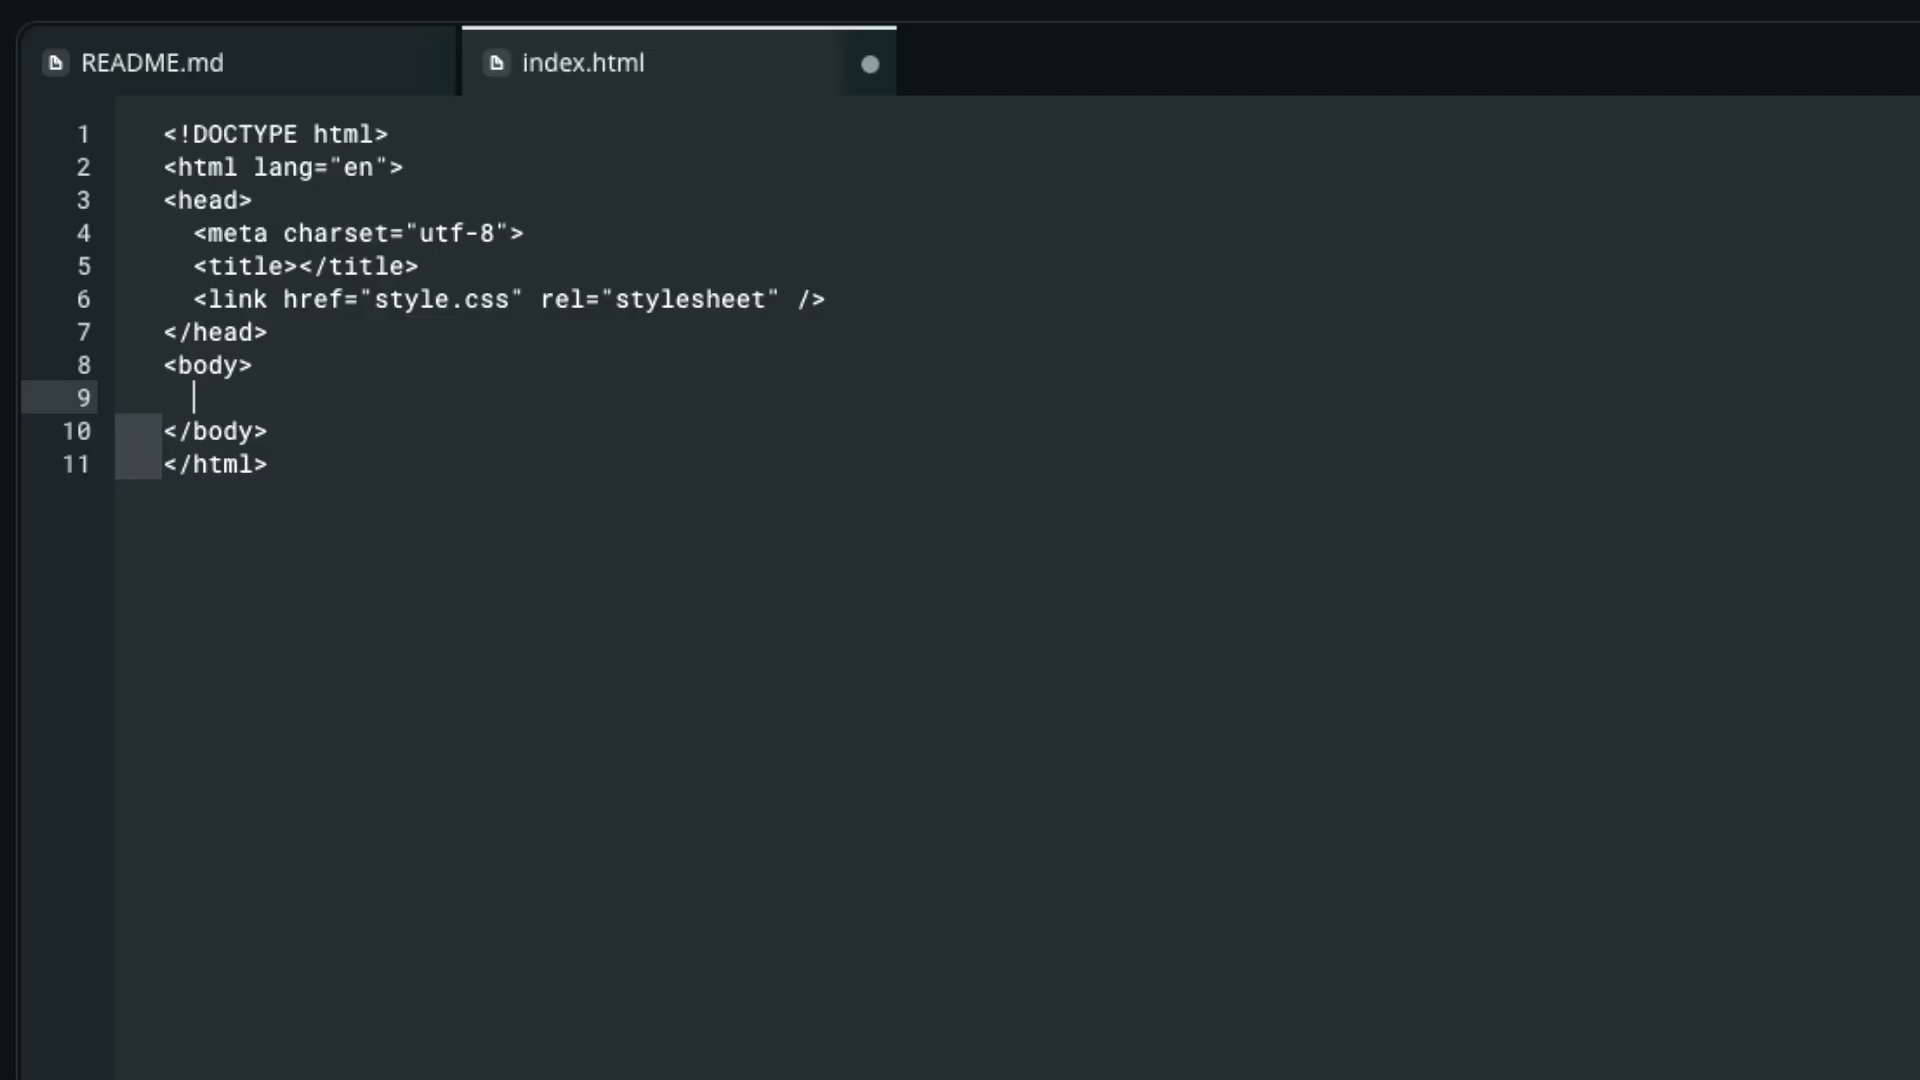 README.md
index.html
1 <!DOCTYPE html>
2 <html lang="en">
3 <head>
4   <meta charset="utf-8">
5   <title></title>
6   <link href="style.css" rel="stylesheet" />
7 </head>
8 <body>
9
10 </body>
11 </html>